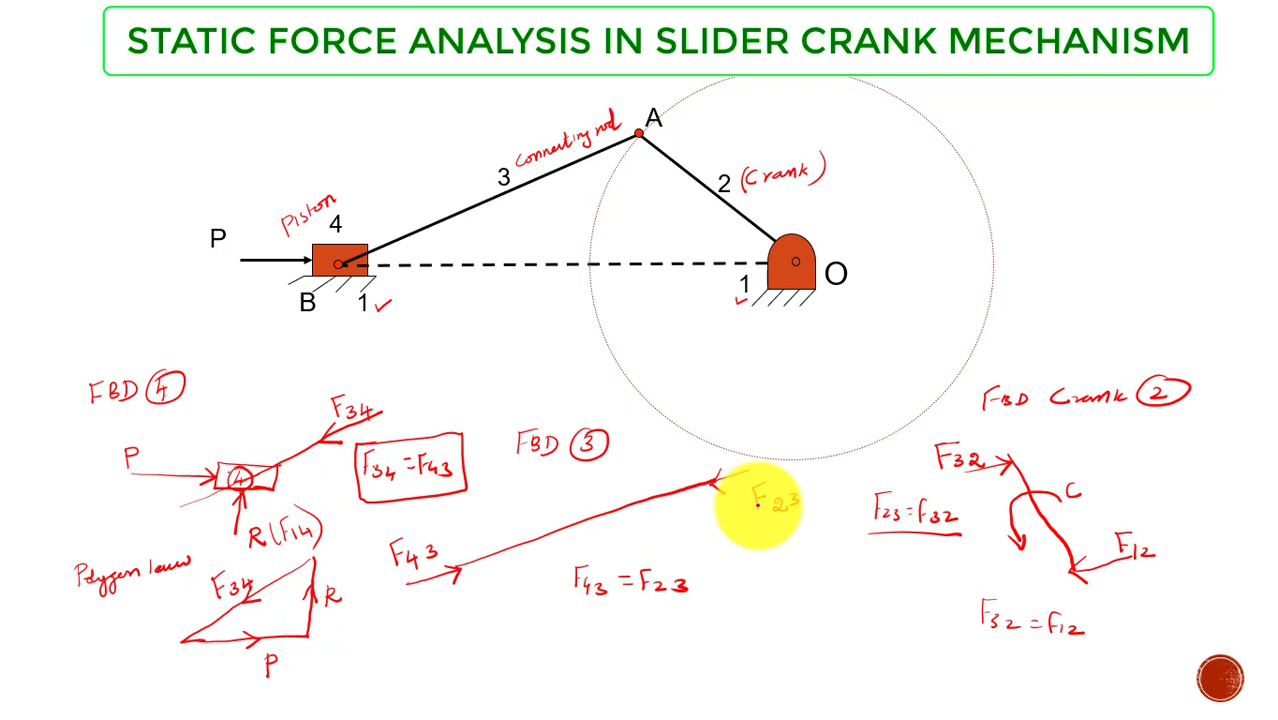 STATIC FORCE ANALYSIS IN SLIDER CRANK MECHANISM
A
Connecting rod
3
2 (Crank)
Piston
4
P
B
1 ✓
1
✓
O
FBD 4
P
4
F34
R (F14)
F34 = F43
Polygon law
F34
R
P
FBD 3
F43
F23
F43 = F23
FBD Crank 2
F32
C
F12
F23 = F32
F32 = F12